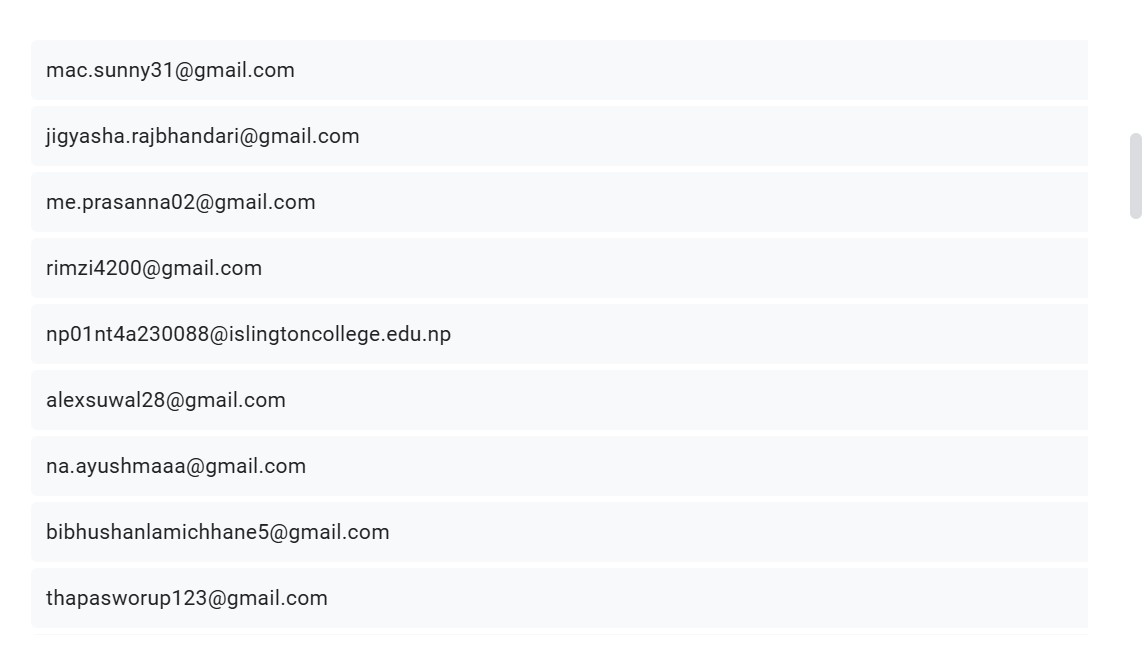 mac.sunny31@gmail.com
jigyasha.rajbhandari@gmail.com
me.prasanna02@gmail.com
rimzi4200@gmail.com
np01nt4a230088@islingtoncollege.edu.np
alexsuwal28@gmail.com
na.ayushmaaa@gmail.com
bibhushanlamichhane5@gmail.com
thapasworup123@gmail.com